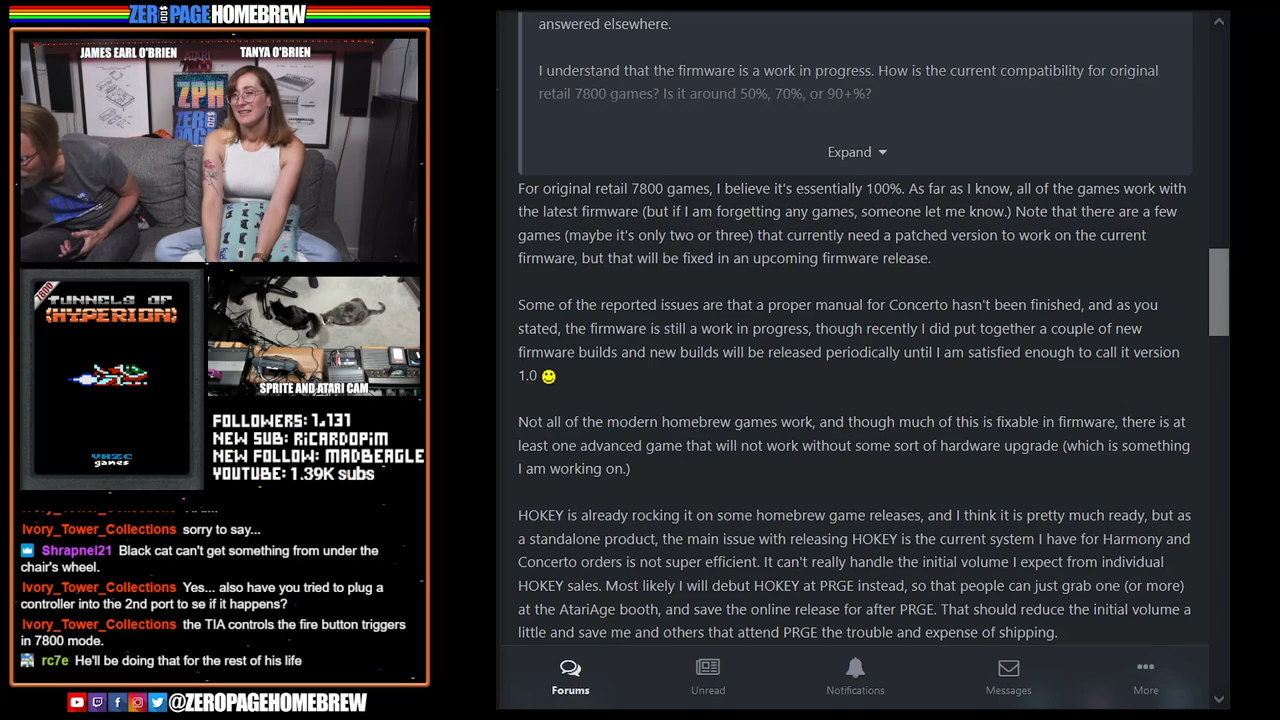 ZERO PAGE HOMEBREW
JAMES EARL O'BRIEN
TANYA O'BRIEN
ATARI
ZPH
ZERO
PAGE
7800
TUNNELS OF
HYPERION
VHZC
games
SPRITE AND ATARI CAM
FOLLOWERS: 1,131
NEW SUB: RICARDOPIM
NEW FOLLOW: MADBEAGLE
YOUTUBE: 1.39K subs
Ivory_Tower_Collections sorry to say...
Shrapnel21 Black cat can't get something from under the
chair's wheel.
Ivory_Tower_Collections Yes... also have you tried to plug a
controller into the 2nd port to se if it happens?
Ivory_Tower_Collections the TIA controls the fire button triggers
in 7800 mode.
rc7e He'll be doing that for the rest of his life
@ZEROPAGEHOMEBREW
answered elsewhere.
I understand that the firmware is a work in progress. How is the current compatibility for original
retail 7800 games? Is it around 50%, 70%, or 90+%?
Expand
For original retail 7800 games, I believe it's essentially 100%. As far as I know, all of the games work with
the latest firmware (but if I am forgetting any games, someone let me know.) Note that there are a few
games (maybe it's only two or three) that currently need a patched version to work on the current
firmware, but that will be fixed in an upcoming firmware release.
Some of the reported issues are that a proper manual for Concerto hasn't been finished, and as you
stated, the firmware is still a work in progress, though recently I did put together a couple of new
firmware builds and new builds will be released periodically until I am satisfied enough to call it version
1.0
Not all of the modern homebrew games work, and though much of this is fixable in firmware, there is at
least one advanced game that will not work without some sort of hardware upgrade (which is something
I am working on.)
HOKEY is already rocking it on some homebrew game releases, and I think it is pretty much ready, but as
a standalone product, the main issue with releasing HOKEY is the current system I have for Harmony and
Concerto orders is not super efficient. It can't really handle the initial volume I expect from individual
HOKEY sales. Most likely I will debut HOKEY at PRGE instead, so that people can just grab one (or more)
at the AtariAge booth, and save the online release for after PRGE. That should reduce the initial volume a
little and save me and others that attend PRGE the trouble and expense of shipping.
Forums
Unread
Notifications
Messages
More